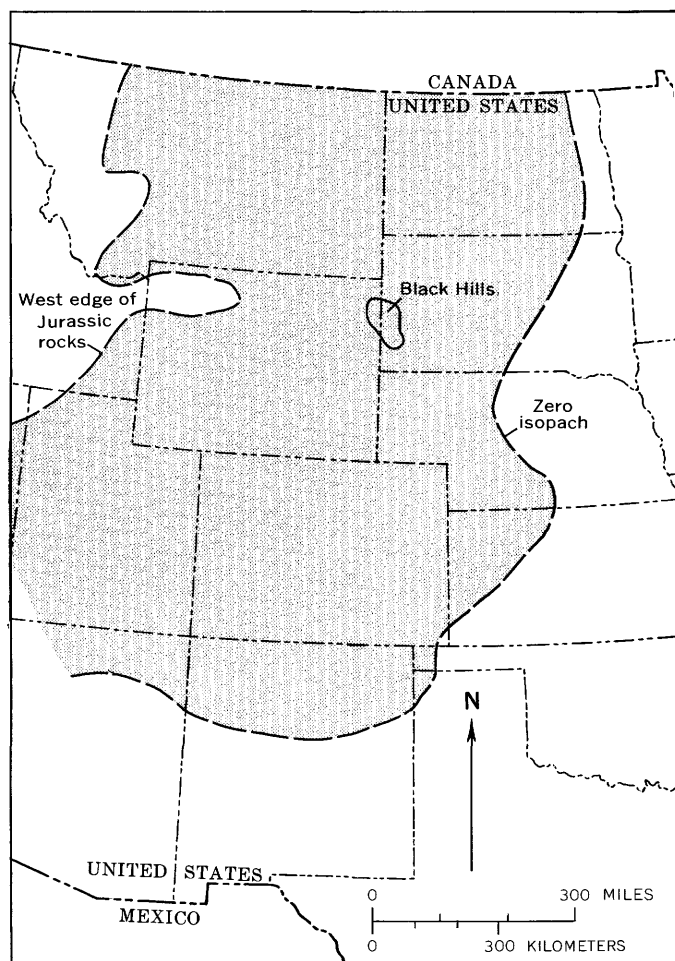 CANADA
UNITED STATES
West edge of
Jurassic
rocks
Black Hills
Zero
isopach
N
UNITED STATES
MEXICO
0 300 MILES
0 300 KILOMETERS